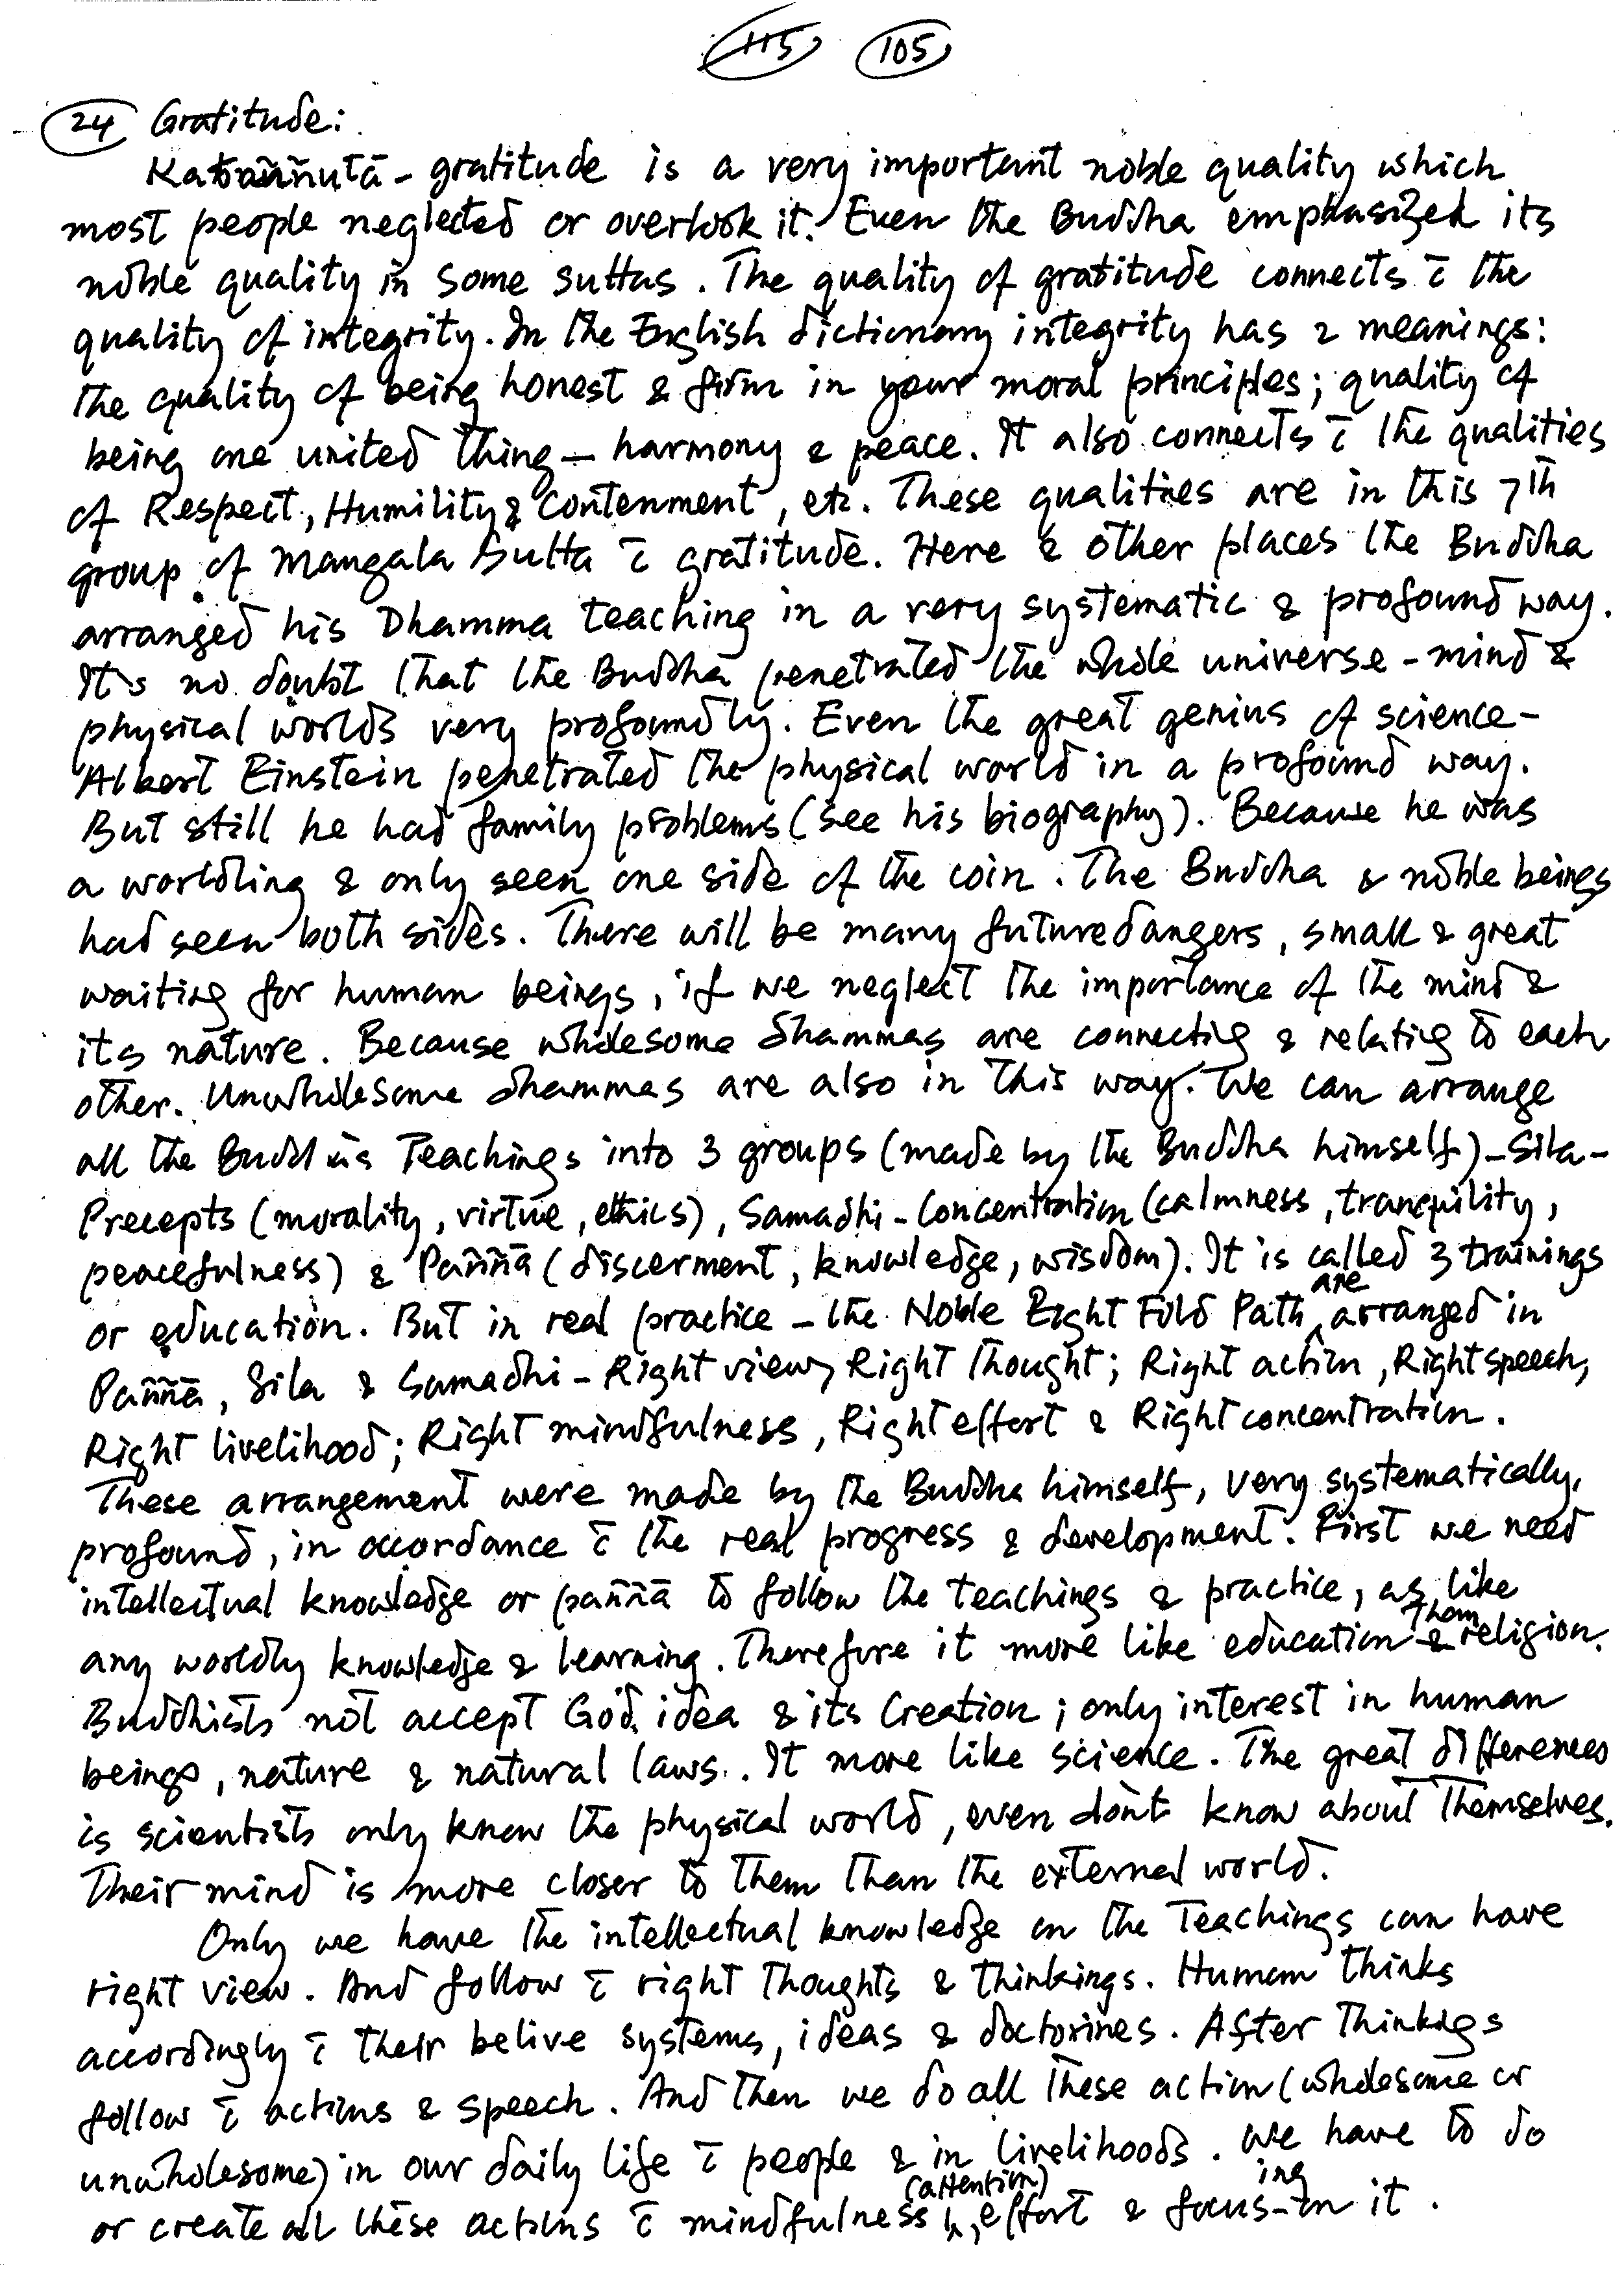 115 105
24 Gratitude:
Kataññutā - gratitude is a very important noble quality which
most people neglected or overlook it. Even the Buddha emphasized its
noble quality in some suttas. The quality of gratitude connects c̄ the
quality of integrity. In the English dictionary integrity has 2 meanings:
the quality of being honest & firm in your moral principles; quality of
being one united thing - harmony & peace. It also connects c̄ the qualities
of Respect, Humility & Contenment, etc. These qualities are in this 7th
group of Mangala Sutta c̄ gratitude. Here & other places the Buddha
arranged his Dhamma teaching in a very systematic & profound way.
It's no doubt that the Buddha penetrated the whole universe - mind &
physical worlds very profoundly. Even the great genius of science -
Albert Einstein penetrated the physical world in a profound way.
But still he had family problems (see his biography). Because he was
a worldling & only seen one side of the coin. The Buddha & noble beings
had seen both sides. There will be many future dangers, small & great
waiting for human beings, if we neglect the importance of the mind &
its nature. Because wholesome dhammas are connecting & relating to each
other. Unwholesome dhammas are also in this way. We can arrange
all the Buddha's Teachings into 3 groups (made by the Buddha himself) - Sila -
Precepts (morality, virtue, ethics), Samadhi - Concentration (calmness, tranquility,
peacefulness) & Paññā (discernment, knowledge, wisdom). It is called 3 trainings
or education. But in real practice - the Noble Eight Fold Path are arranged in
Paññā, Sila & Samadhi - Right view, Right Thought; Right action, Right speech,
Right livelihood; Right mindfulness, Right effort & Right concentration.
These arrangement were made by the Buddha himself, very systematically,
profound, in accordance c̄ the real progress & development. First we need
intellectual knowledge or paññā to follow the teachings & practice, as like
any worldly knowledge & learning. Therefore it more like education than religion.
Buddhists not accept God idea & its Creation; only interest in human
beings, nature & natural laws. It more like science. The great differences
is scientists only know the physical world, even don't know about Themselves.
Their mind is more closer to them than the external world.
Only we have the intellectual knowledge on the Teachings can have
right view. And follow c̄ right Thoughts & Thinkings. Human Thinks
accordingly c̄ their belive systems, ideas & doctorines. After Thinkings
follow c̄ actions & speech. And then we do all these action (wholesome or
unwholesome) in our daily life c̄ people & in livelihoods. We have to do
or create all these actions c̄ mindfulness (attention), effort & focusing on it.